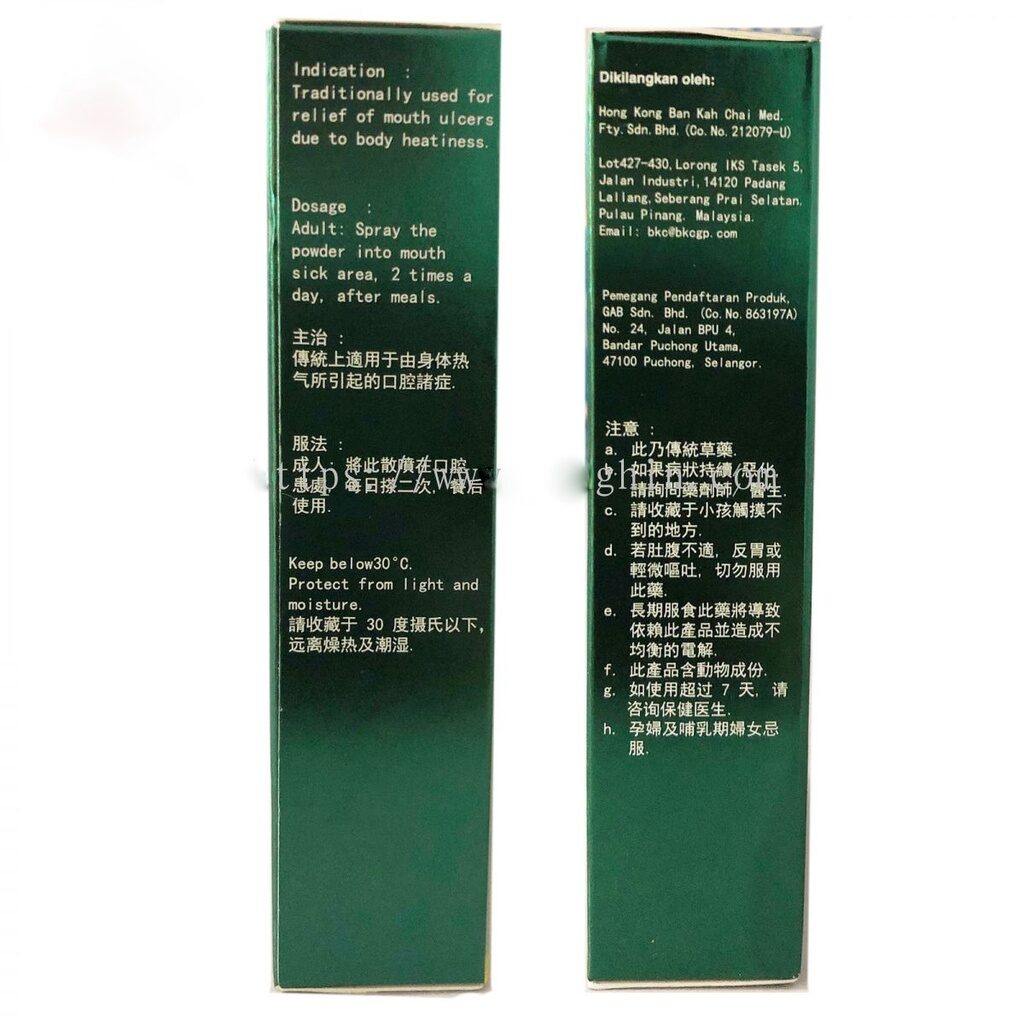 Indication :
Traditionally used for
relief of mouth ulcers
due to body heatiness.
Dosage :
Adult: Spray the
powder into mouth
sick area, 2 times a
day, after meals.
主治 :
傳統上適用于由身体热
气所引起的口腔諸症.
服法 :
成人: 將此散噴在口腔
患處, 每日搽二次, 餐后
使用.
Keep below30°C.
Protect from light and
moisture.
請收藏于 30 度摄氏以下,
远离燥热及潮湿.
Dikilangkan oleh:
Hong Kong Ban Kah Chai Med.
Fty. Sdn. Bhd. (Co. No. 212079-U)
Lot427-430, Lorong IKS Tasek 5,
Jalan Industri, 14120 Padang
Lallang, Seberang Prai Selatan,
Pulau Pinang. Malaysia.
Email: bkc@bkcgp.com
Pemegang Pendaftaran Produk,
GAB Sdn. Bhd. (Co. No. 863197A)
No. 24, Jalan BPU 4,
Bandar Puchong Utama,
47100 Puchong, Selangor.
注意 :
a. 此乃傳統草藥.
b. 如果病狀持續/惡化,
請詢問藥劑師/醫生.
c. 請收藏于小孩觸摸不
到的地方.
d. 若肚腹不適, 反胃或
輕微嘔吐, 切勿服用
此藥.
e. 長期服食此藥將導致
依賴此產品並造成不
均衡的電解.
f. 此產品含動物成份.
g. 如使用超过 7 天, 请
咨询保健医生.
h. 孕婦及哺乳期婦女忌
服.